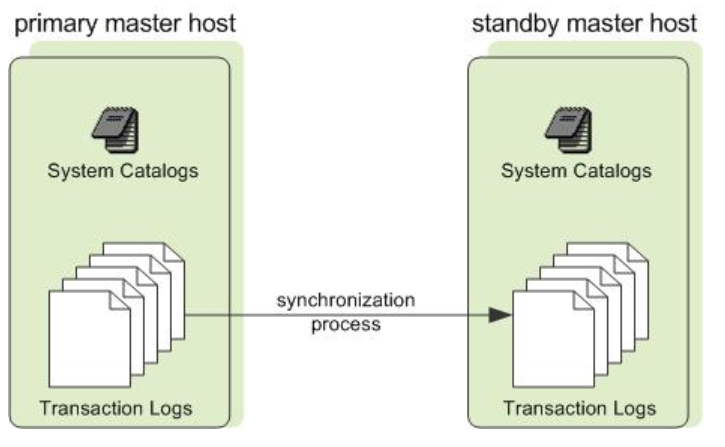 primary master host
standby master host
System Catalogs
System Catalogs
synchronization
process
Transaction Logs
Transaction Logs